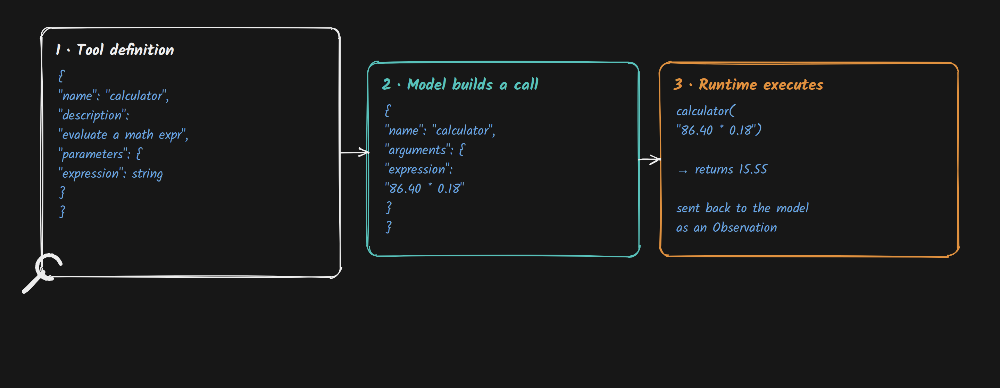 1 · Tool definition
{
"name": "calculator",
"description":
"evaluate a math expr",
"parameters": {
"expression": string
}
}
2 · Model builds a call
{
"name": "calculator",
"arguments": {
"expression":
"86.40 * 0.18"
}
}
3 · Runtime executes
calculator(
"86.40 * 0.18")
→ returns 15.55
sent back to the model
as an Observation